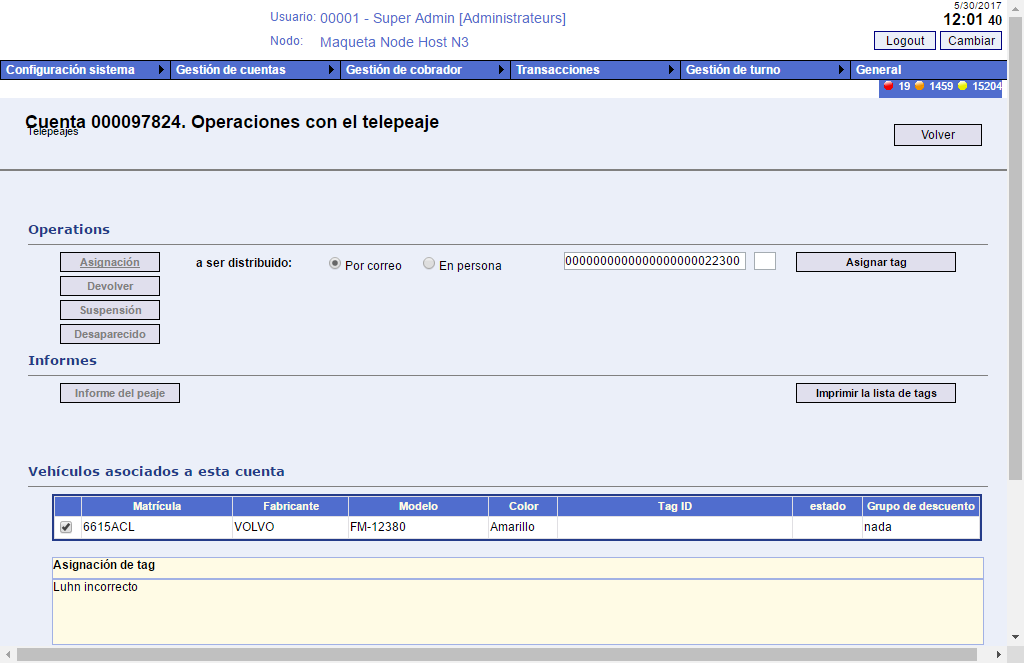 5/30/2017
Usuario: 00001 - Super Admin [Administrateurs]
12:01 40
Nodo: Maqueta Node Host N3
Logout Cambiar
Configuración sistema Gestión de cuentas Gestión de cobrador Transacciones Gestión de turno General
19 1459 15204
Cuenta 000097824. Operaciones con el telepeaje
Telepeajes
Volver
Operations
Asignación a ser distribuido: Por correo En persona 0000000000000000000022300 Asignar tag
Devolver
Suspensión
Desaparecido
Informes
Informe del peaje Imprimir la lista de tags
Vehículos asociados a esta cuenta
Matrícula Fabricante Modelo Color Tag ID estado Grupo de descuento
6615ACL VOLVO FM-12380 Amarillo nada
Asignación de tag
Luhn incorrecto